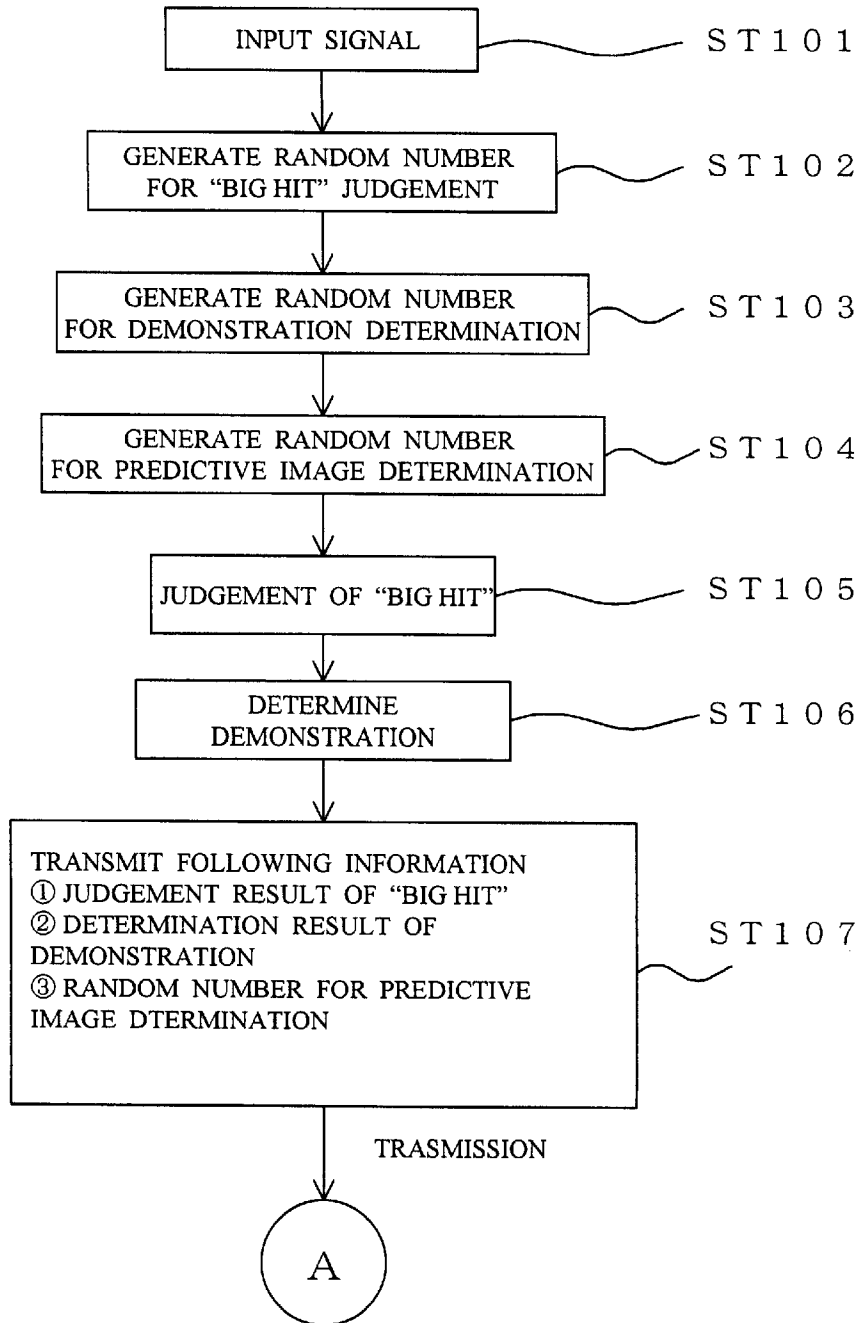 INPUT SIGNAL
ST101
GENERATE RANDOM NUMBER
FOR “BIG HIT” JUDGEMENT
ST102
GENERATE RANDOM NUMBER
FOR DEMONSTRATION DETERMINATION
ST103
GENERATE RANDOM NUMBER
FOR PREDICTIVE IMAGE DETERMINATION
ST104
JUDGEMENT OF “BIG HIT”
ST105
DETERMINE
DEMONSTRATION
ST106
TRANSMIT FOLLOWING INFORMATION
① JUDGEMENT RESULT OF “BIG HIT”
② DETERMINATION RESULT OF
DEMONSTRATION
③ RANDOM NUMBER FOR PREDICTIVE
IMAGE DTERMINATION
ST107
TRASMISSION
A